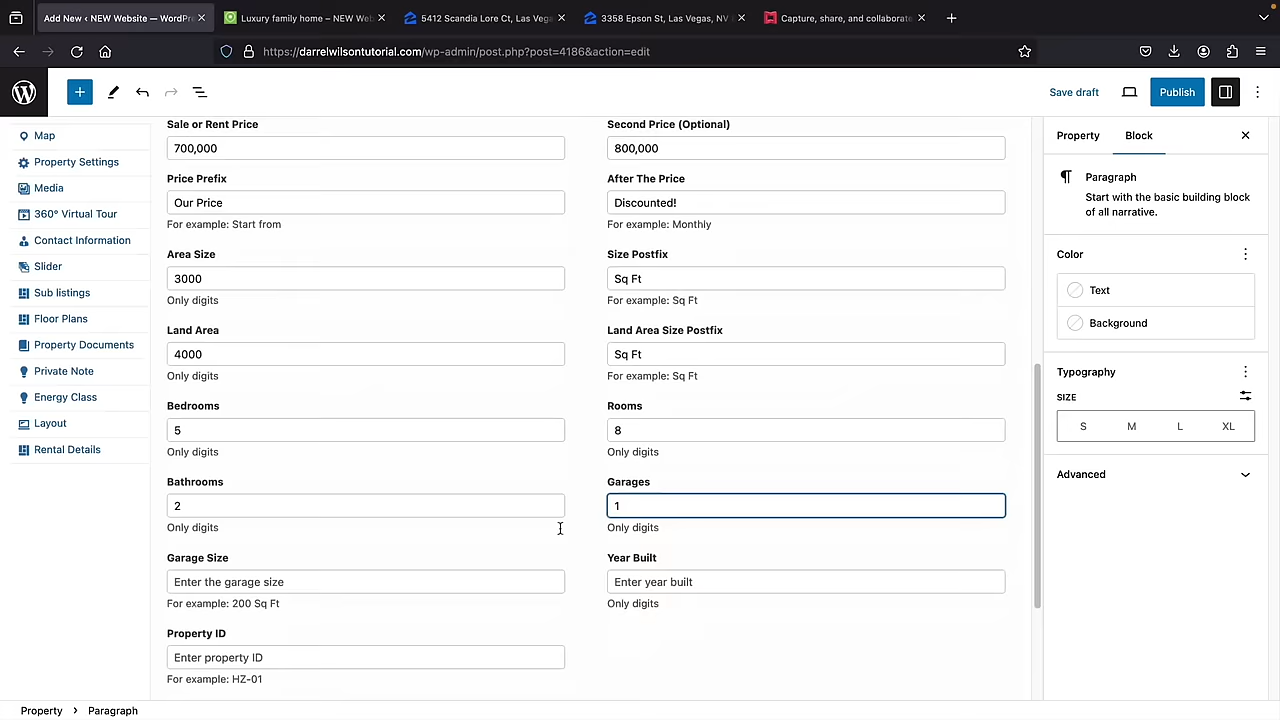 Add New ‹ NEW Website — WordPr
Luxury family home – NEW Web
5412 Scandia Lore Ct, Las Vega
3358 Epson St, Las Vegas, NV
Capture, share, and collaborate
https://darrelwilsontutorial.com/wp-admin/post.php?post=4186&action=edit
Save draft
Publish
Map
Property Settings
Media
360° Virtual Tour
Contact Information
Slider
Sub listings
Floor Plans
Property Documents
Private Note
Energy Class
Layout
Rental Details
Sale or Rent Price
700,000
Second Price (Optional)
800,000
Price Prefix
Our Price
For example: Start from
After The Price
Discounted!
For example: Monthly
Area Size
3000
Only digits
Size Postfix
Sq Ft
For example: Sq Ft
Land Area
4000
Only digits
Land Area Size Postfix
Sq Ft
For example: Sq Ft
Bedrooms
5
Only digits
Rooms
8
Only digits
Bathrooms
2
Only digits
Garages
1
Only digits
Garage Size
Enter the garage size
For example: 200 Sq Ft
Year Built
Enter year built
Only digits
Property ID
Enter property ID
For example: HZ-01
Property
Block
Paragraph
Start with the basic building block
of all narrative.
Color
Text
Background
Typography
SIZE
S
M
L
XL
Advanced
Property
Paragraph